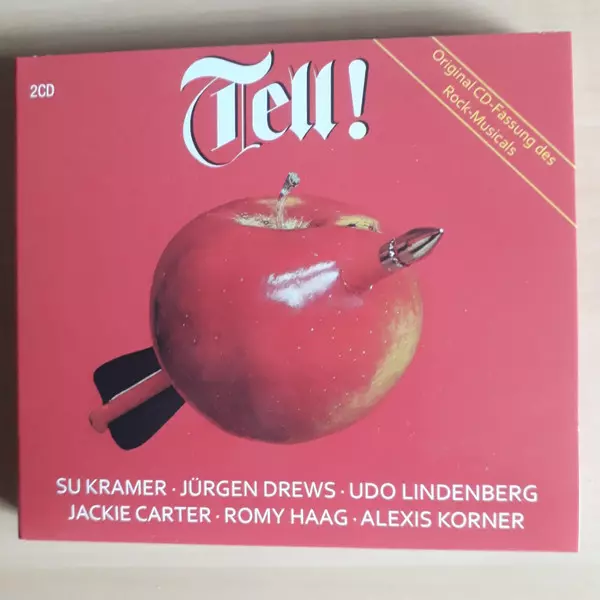 2CD
Tell!
Original CD-Fassung des
Rock-Musicals
SU KRAMER · JÜRGEN DREWS · UDO LINDENBERG
JACKIE CARTER · ROMY HAAG · ALEXIS KORNER